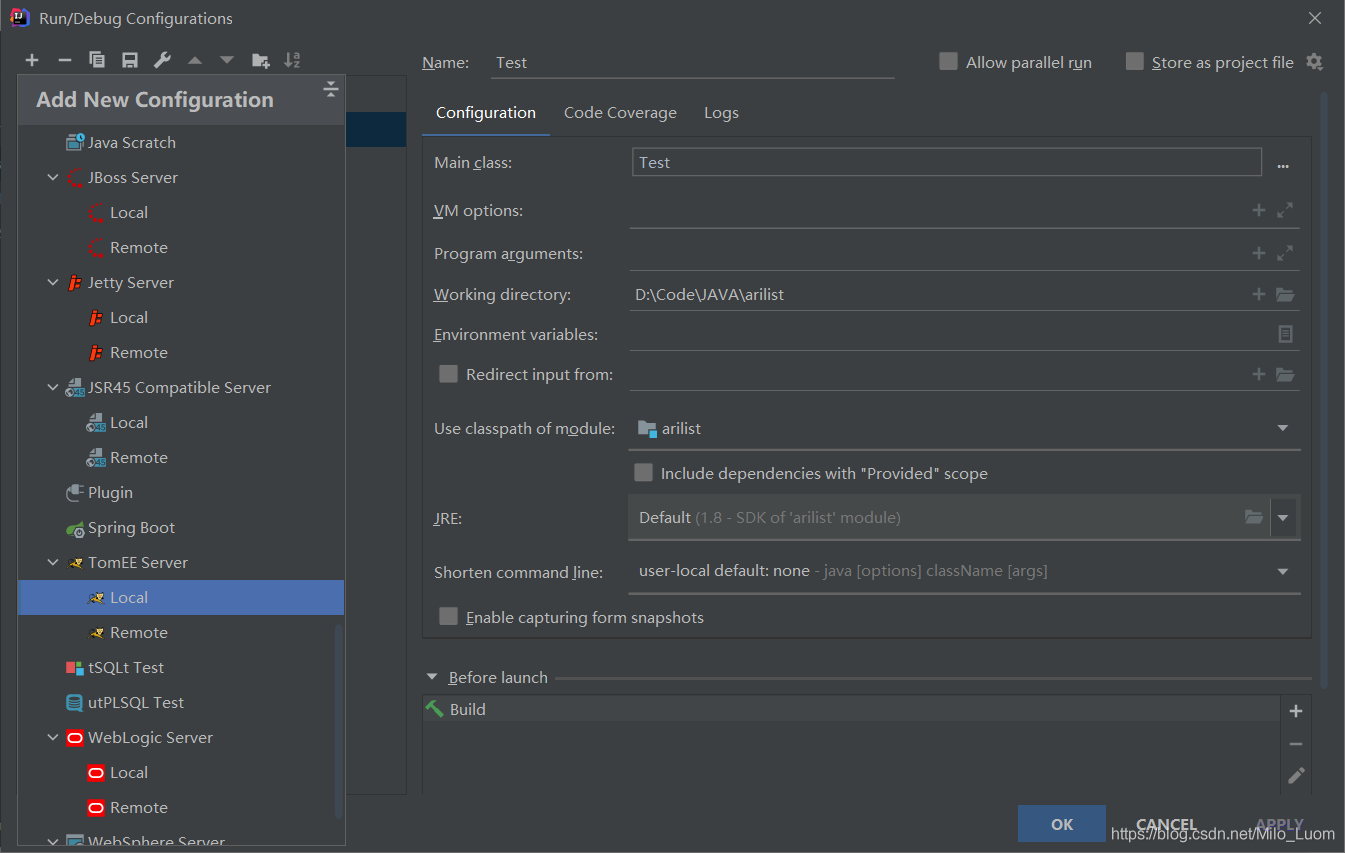 Run/Debug Configurations
Name: Test
Allow parallel run
Store as project file
Add New Configuration
Java Scratch
JBoss Server
Local
Remote
Jetty Server
Local
Remote
JSR45 Compatible Server
Local
Remote
Plugin
Spring Boot
TomEE Server
Local
Remote
tSQLt Test
utPLSQL Test
WebLogic Server
Local
Remote
WebSphere Server
Configuration Code Coverage Logs
Main class: Test ...
VM options:
Program arguments:
Working directory: D:\Code\JAVA\arilist
Environment variables:
Redirect input from:
Use classpath of module: arilist
Include dependencies with "Provided" scope
JRE: Default (1.8 - SDK of 'arilist' module)
Shorten command line: user-local default: none - java [options] className [args]
Enable capturing form snapshots
Before launch
Build
OK CANCEL APPLY
https://blog.csdn.net/Milo_Luom